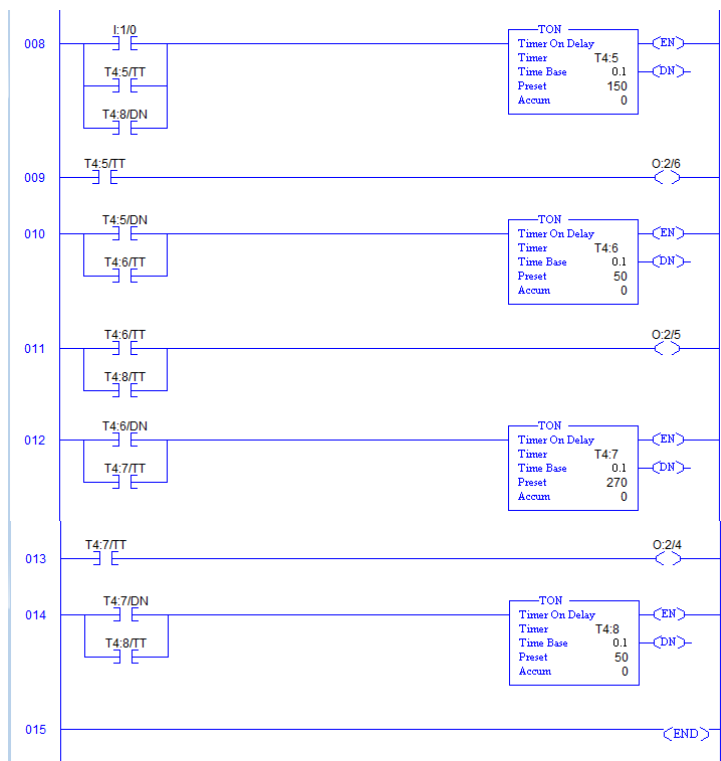 I:1/0
008
T4:5/TT
T4:8/DN
TON
Timer On Delay
Timer T4:5
Time Base 0.1
Preset 150
Accum 0
EN
DN
T4:5/TT
009
O:2/6
T4:5/DN
010
T4:6/TT
TON
Timer On Delay
Timer T4:6
Time Base 0.1
Preset 50
Accum 0
EN
DN
T4:6/TT
011
T4:8/TT
O:2/5
T4:6/DN
012
T4:7/TT
TON
Timer On Delay
Timer T4:7
Time Base 0.1
Preset 270
Accum 0
EN
DN
T4:7/TT
013
O:2/4
T4:7/DN
014
T4:8/TT
TON
Timer On Delay
Timer T4:8
Time Base 0.1
Preset 50
Accum 0
EN
DN
015
END